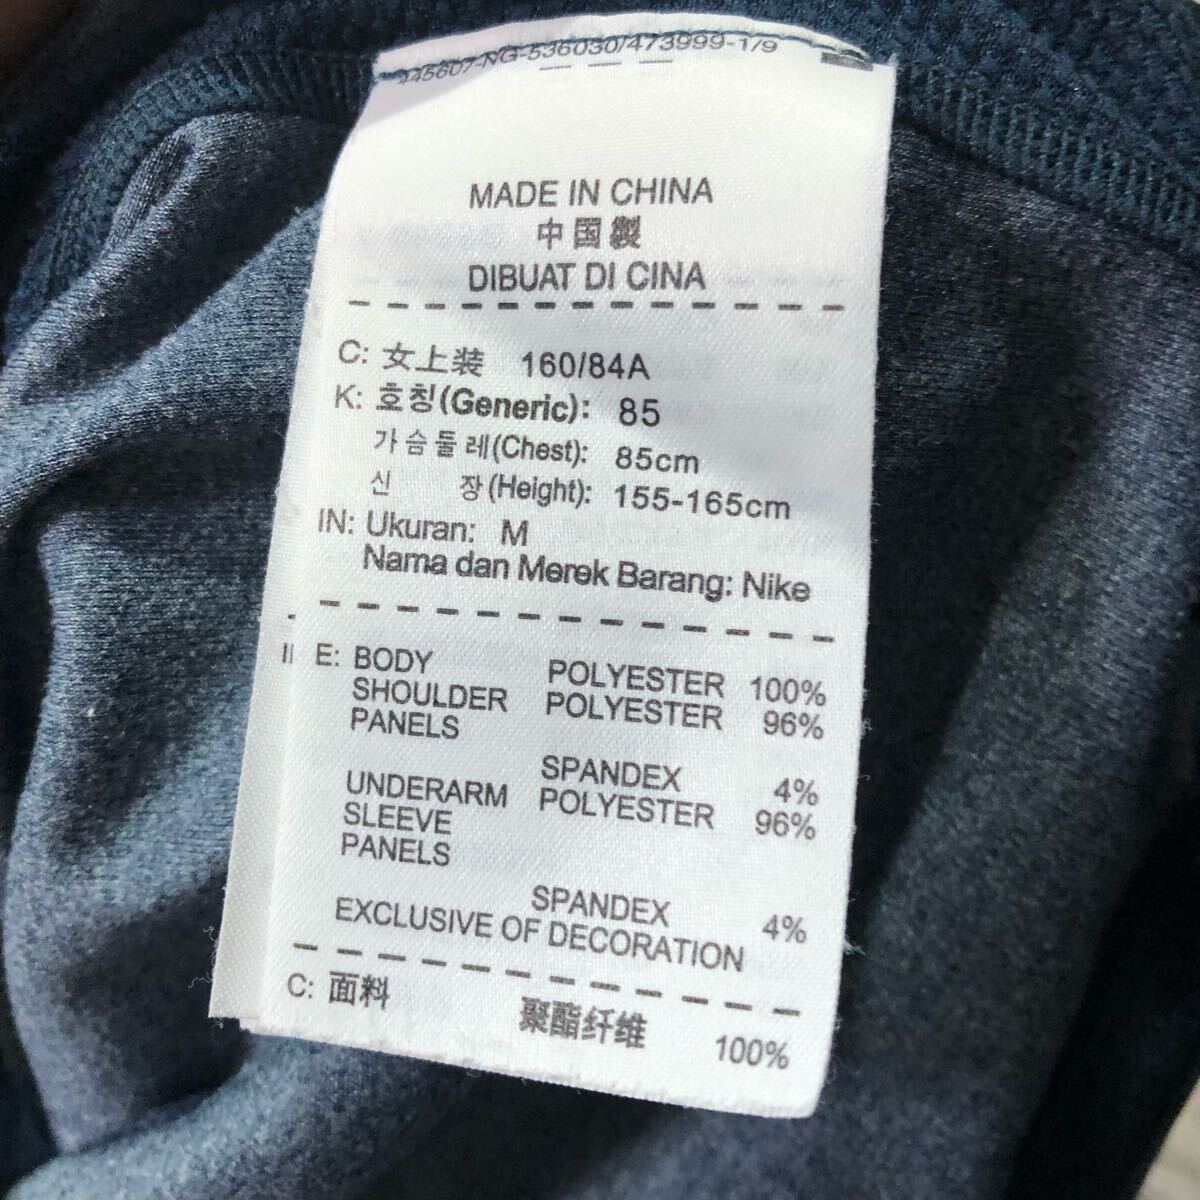 445607-NG-536030/473999-1/9
MADE IN CHINA
中国製
DIBUAT DI CINA
C: 女上装 160/84A
K: 호칭(Generic): 85
가슴둘레(Chest): 85cm
신 장(Height): 155-165cm
IN: Ukuran: M
Nama dan Merek Barang: Nike
E: BODY POLYESTER 100%
SHOULDER POLYESTER 96%
PANELS
SPANDEX 4%
UNDERARM POLYESTER 96%
SLEEVE
PANELS
SPANDEX 4%
EXCLUSIVE OF DECORATION
C: 面料 聚酯纤维 100%